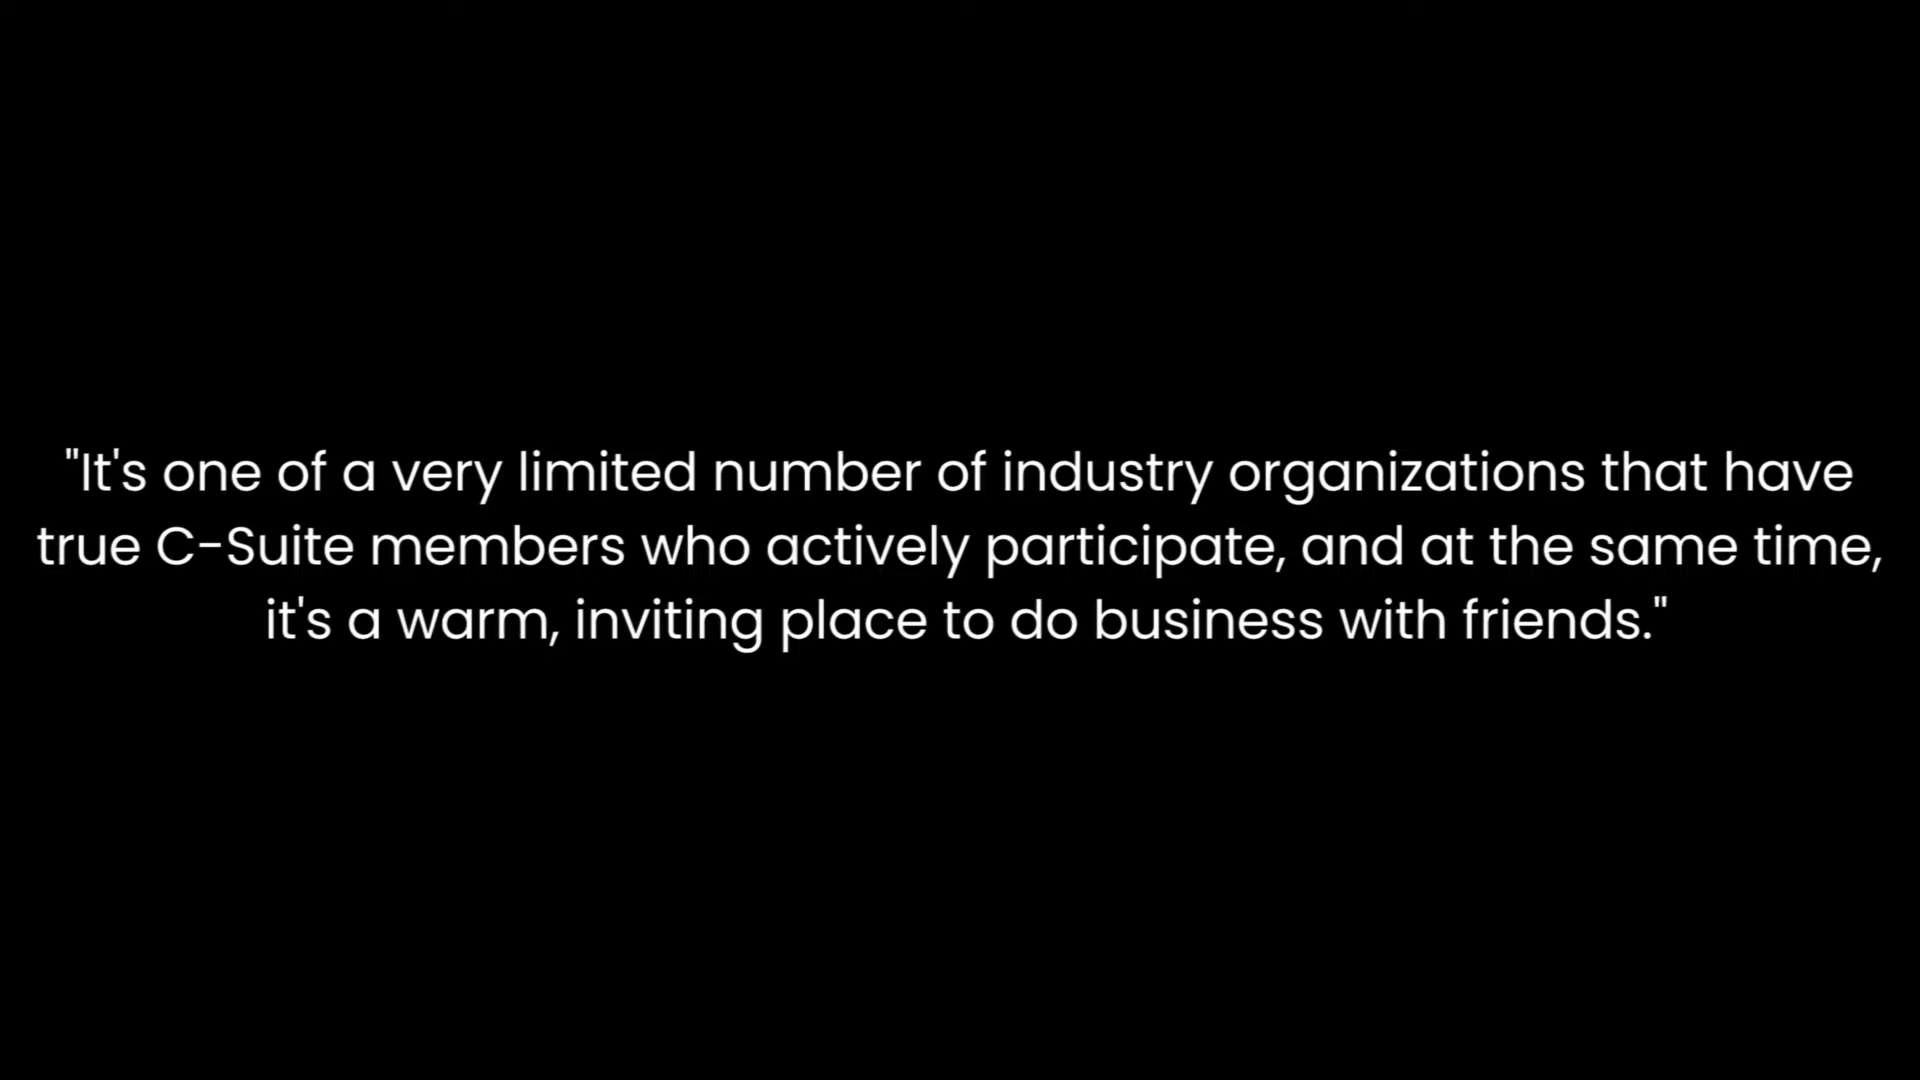 "It's one of a very limited number of industry organizations that have
true C-Suite members who actively participate, and at the same time,
it's a warm, inviting place to do business with friends."